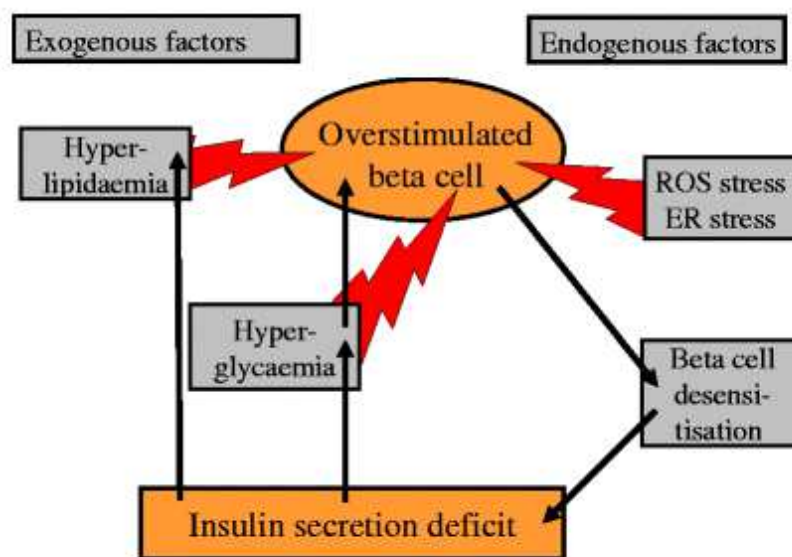 Exogenous factors
Endogenous factors
Overstimulated
beta cell
Hyper-
lipidaemia
ROS stress
ER stress
Hyper-
glycaemia
Beta cell
desensi-
tisation
Insulin secretion deficit